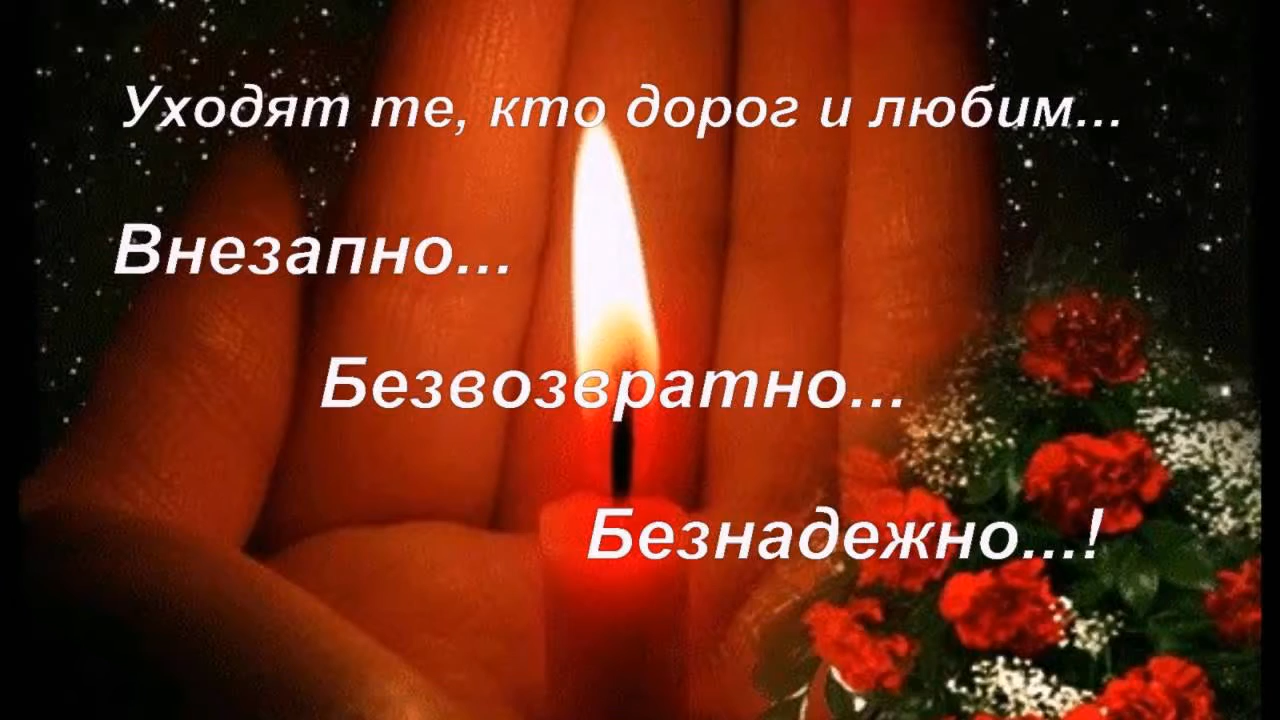 Уходят те, кто дорог и любим...
Внезапно...
Безвозвратно...
Безнадежно...!